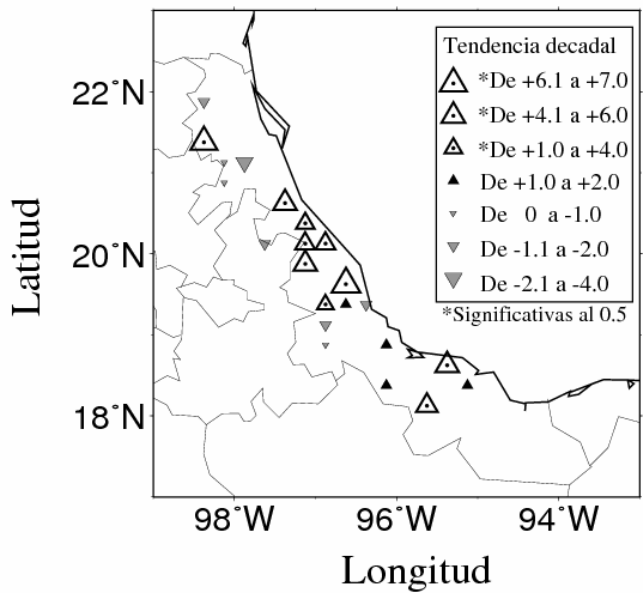 Tendencia decadal
*De +6.1 a +7.0
*De +4.1 a +6.0
*De +1.0 a +4.0
De +1.0 a +2.0
De 0 a -1.0
De -1.1 a -2.0
De -2.1 a -4.0
*Significativas al 0.5
22°N
20°N
18°N
Latitud
98°W 96°W 94°W
Longitud